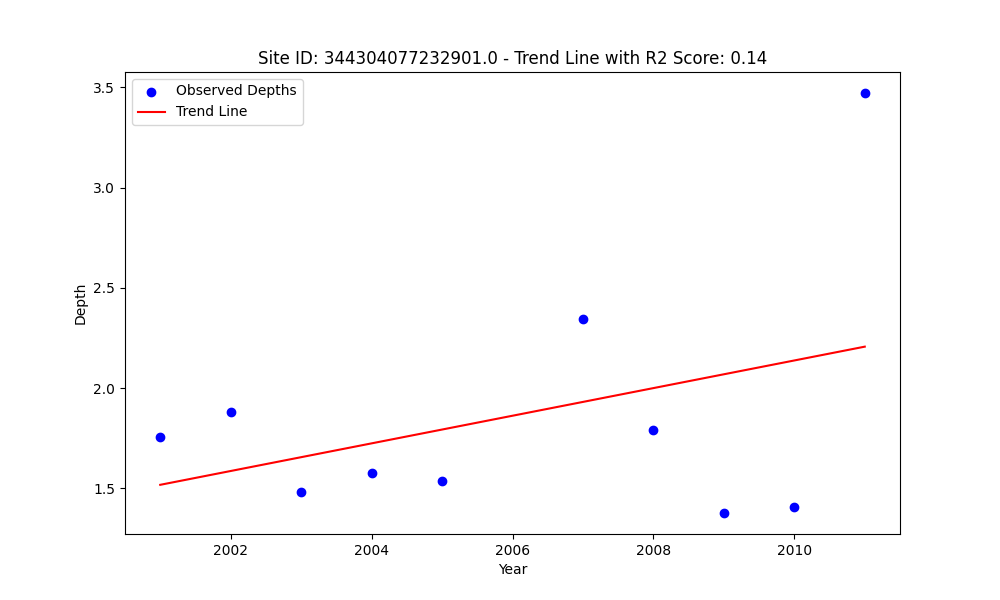 Site ID: 344304077232901.0 - Trend Line with R2 Score: 0.14
Observed Depths
Trend Line
3.5
3.0
2.5
2.0
1.5
Depth
2002
2004
2006
2008
2010
Year